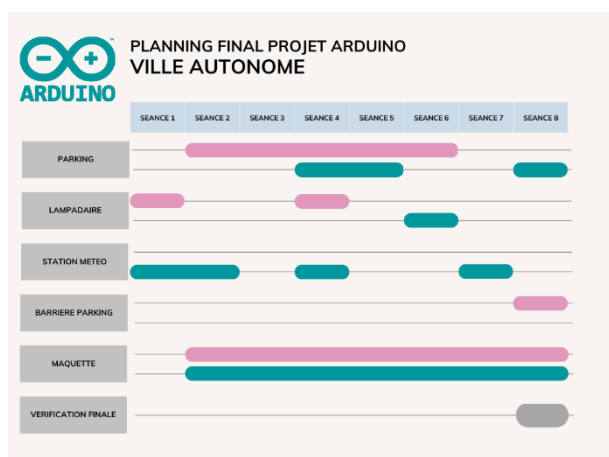 PLANNING FINAL PROJET ARDUINO
VILLE AUTONOME
ARDUINO
SEANCE 1 SEANCE 2 SEANCE 3 SEANCE 4 SEANCE 5 SEANCE 6 SEANCE 7 SEANCE 8
PARKING
LAMPADAIRE
STATION METEO
BARRIERE PARKING
MAQUETTE
VERIFICATION FINALE